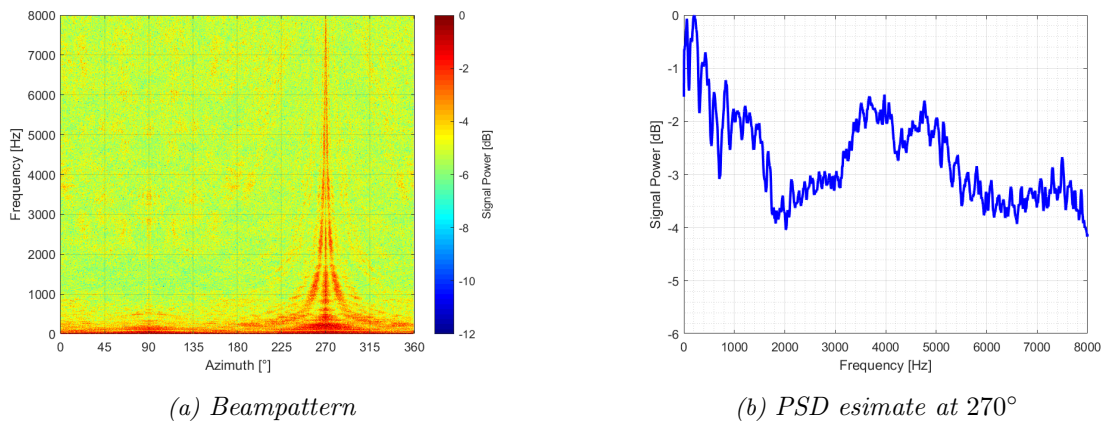 8000
7000
6000
5000
4000
3000
2000
1000
0
Frequency [Hz]
0 45 90 135 180 225 270 315 360
Azimuth [°]
0
-2
-4
-6
-8
-10
-12
Signal Power [dB]
(a) Beampattern
0
-1
-2
-3
-4
-5
-6
Signal Power [dB]
0 1000 2000 3000 4000 5000 6000 7000 8000
Frequency [Hz]
(b) PSD esimate at 270°